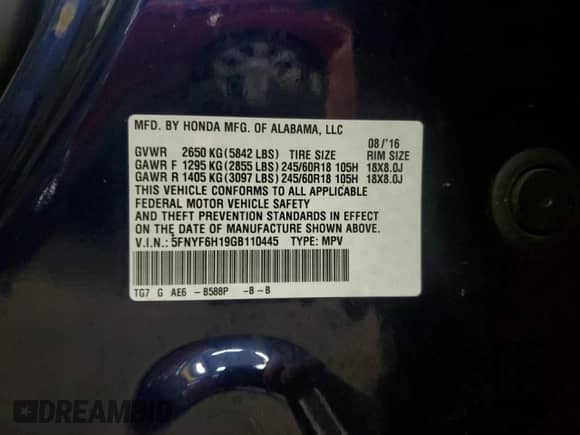 MFD. BY HONDA MFG. OF ALABAMA, LLC
08/'16
GVWR 2650 KG(5842 LBS) TIRE SIZE RIM SIZE
GAWR F 1295 KG(2855 LBS) 245/60R18 105H 18X8.0J
GAWR R 1405 KG(3097 LBS) 245/60R18 105H 18X8.0J
THIS VEHICLE CONFORMS TO ALL APPLICABLE
FEDERAL MOTOR VEHICLE SAFETY
AND THEFT PREVENTION STANDARDS IN EFFECT
ON THE DATE OF MANUFACTURE SHOWN ABOVE.
V.I.N.: 5FNYF6H19GB110445 TYPE: MPV
TG7 G AE6 - B588P -B-B
DREAMBID